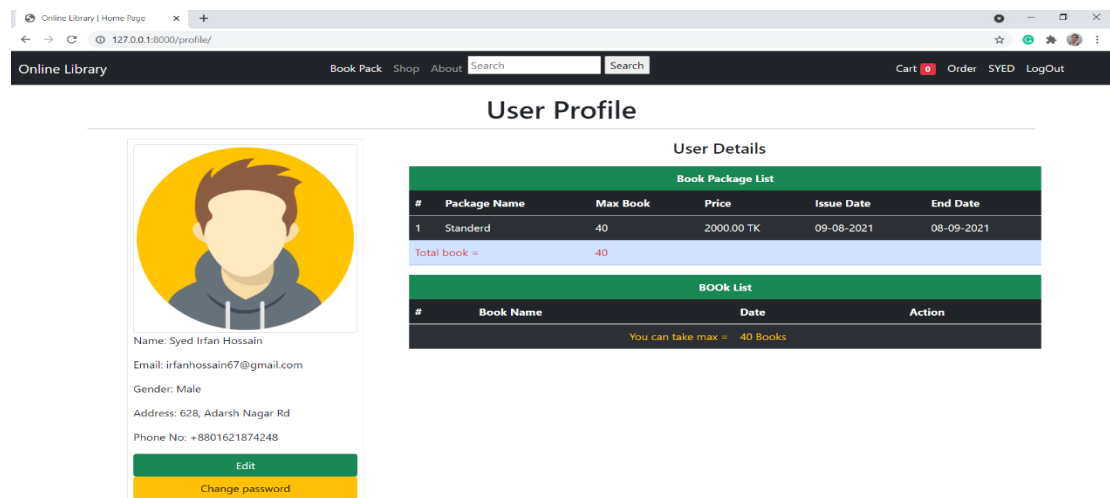 Online Library | Home Page
127.0.0.1:8000/profile/
Online Library Book Pack Shop About Search Search Cart 0 Order SYED LogOut
User Profile
Name: Syed Irfan Hossain
Email: irfanhossain67@gmail.com
Gender: Male
Address: 628, Adarsh Nagar Rd
Phone No: +8801621874248
Edit
Change password
User Details
Book Package List
# Package Name Max Book Price Issue Date End Date
1 Standerd 40 2000.00 TK 09-08-2021 08-09-2021
Total book = 40
BOOk List
# Book Name Date Action
You can take max = 40 Books